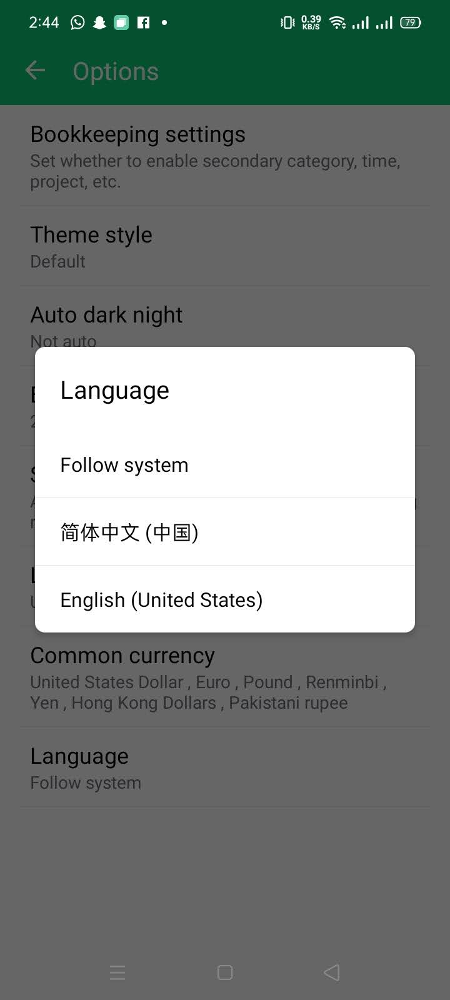 2:44
0.39
KB/S
79
Options
Bookkeeping settings
Set whether to enable secondary category, time,
project, etc.
Theme style
Default
Auto dark night
Not auto
Language
Follow system
简体中文 (中国)
English (United States)
Common currency
United States Dollar , Euro , Pound , Renminbi ,
Yen , Hong Kong Dollars , Pakistani rupee
Language
Follow system